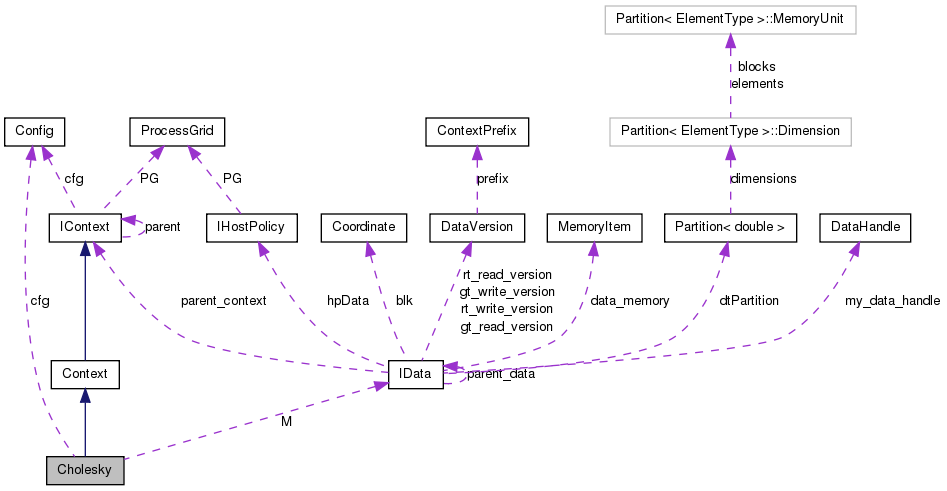 Partition< ElementType >::MemoryUnit
blocks
elements
Config
ProcessGrid
ContextPrefix
Partition< ElementType >::Dimension
cfg
PG
PG
prefix
dimensions
IContext
parent
IHostPolicy
Coordinate
DataVersion
MemoryItem
Partition< double >
DataHandle
cfg
parent_context
hpData
blk
rt_read_version
gt_write_version
rt_write_version
gt_read_version
data_memory
dtPartition
my_data_handle
Context
IData
parent_data
M
Cholesky